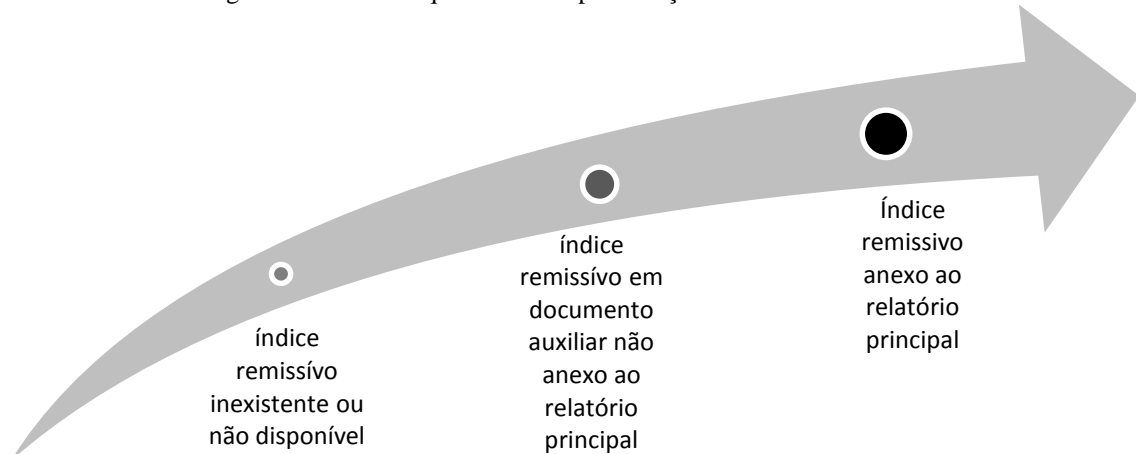 índice
remissívo
inexistente ou
não disponível
índice
remissívo em
documento
auxiliar não
anexo ao
relatório
principal
Índice
remissivo
anexo ao
relatório
principal